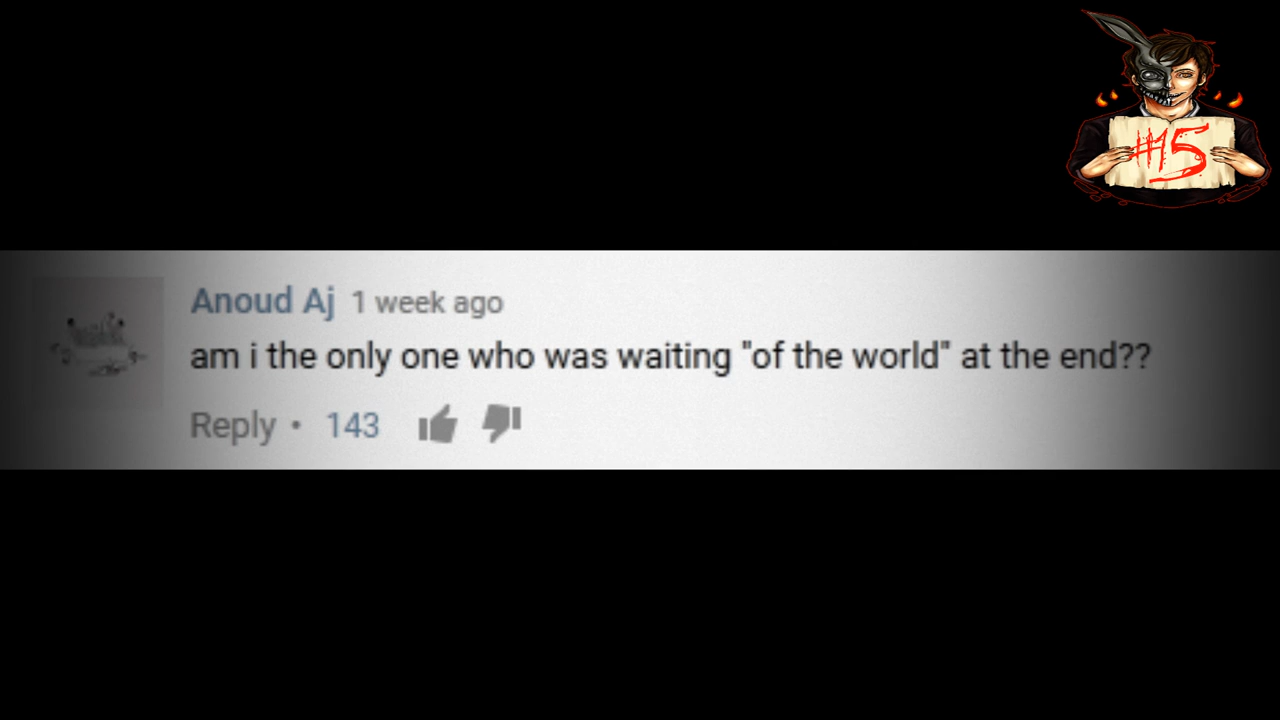 #15
Anoud Aj 1 week ago
am i the only one who was waiting "of the world" at the end??
Reply • 143